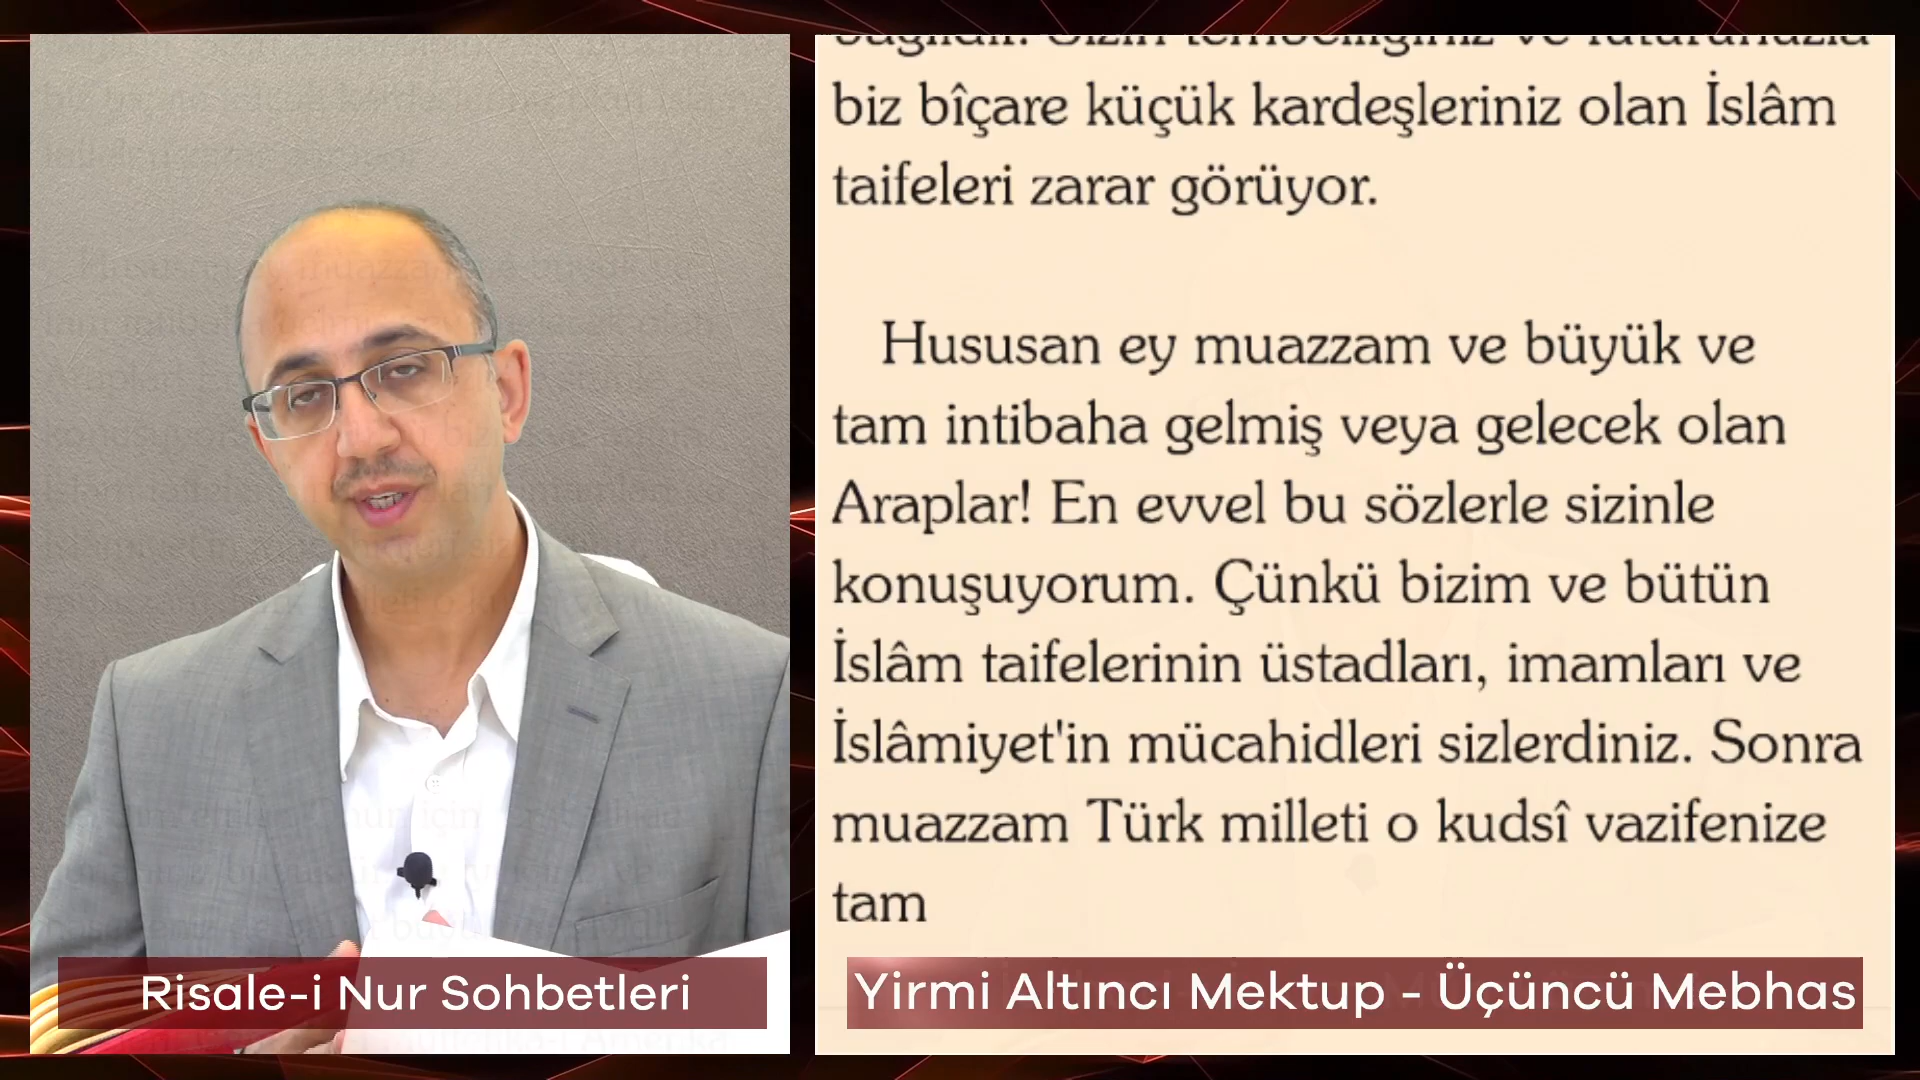 biz bîçare küçük kardeşleriniz olan İslâm
taifeleri zarar görüyor.
Hususan ey muazzam ve büyük ve
tam intibaha gelmiş veya gelecek olan
Araplar! En evvel bu sözlerle sizinle
konuşuyorum. Çünkü bizim ve bütün
İslâm taifelerinin üstadları, imamları ve
İslâmiyet'in mücahidleri sizlerdiniz. Sonra
muazzam Türk milleti o kudsî vazifenize
tam
Risale-i Nur Sohbetleri
Yirmi Altıncı Mektup - Üçüncü Mebhas